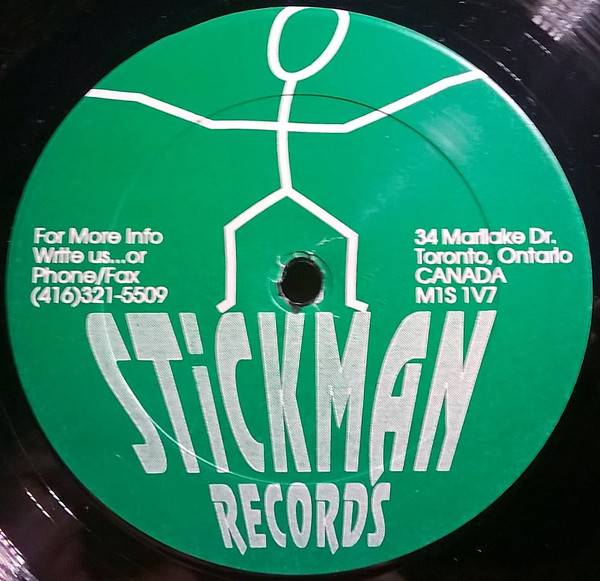 For More Info
Write us...or
Phone/Fax
(416)321-5509
34 Marilake Dr.
Toronto, Ontario
CANADA
M1S 1V7
STiCKMAN
RECORDS